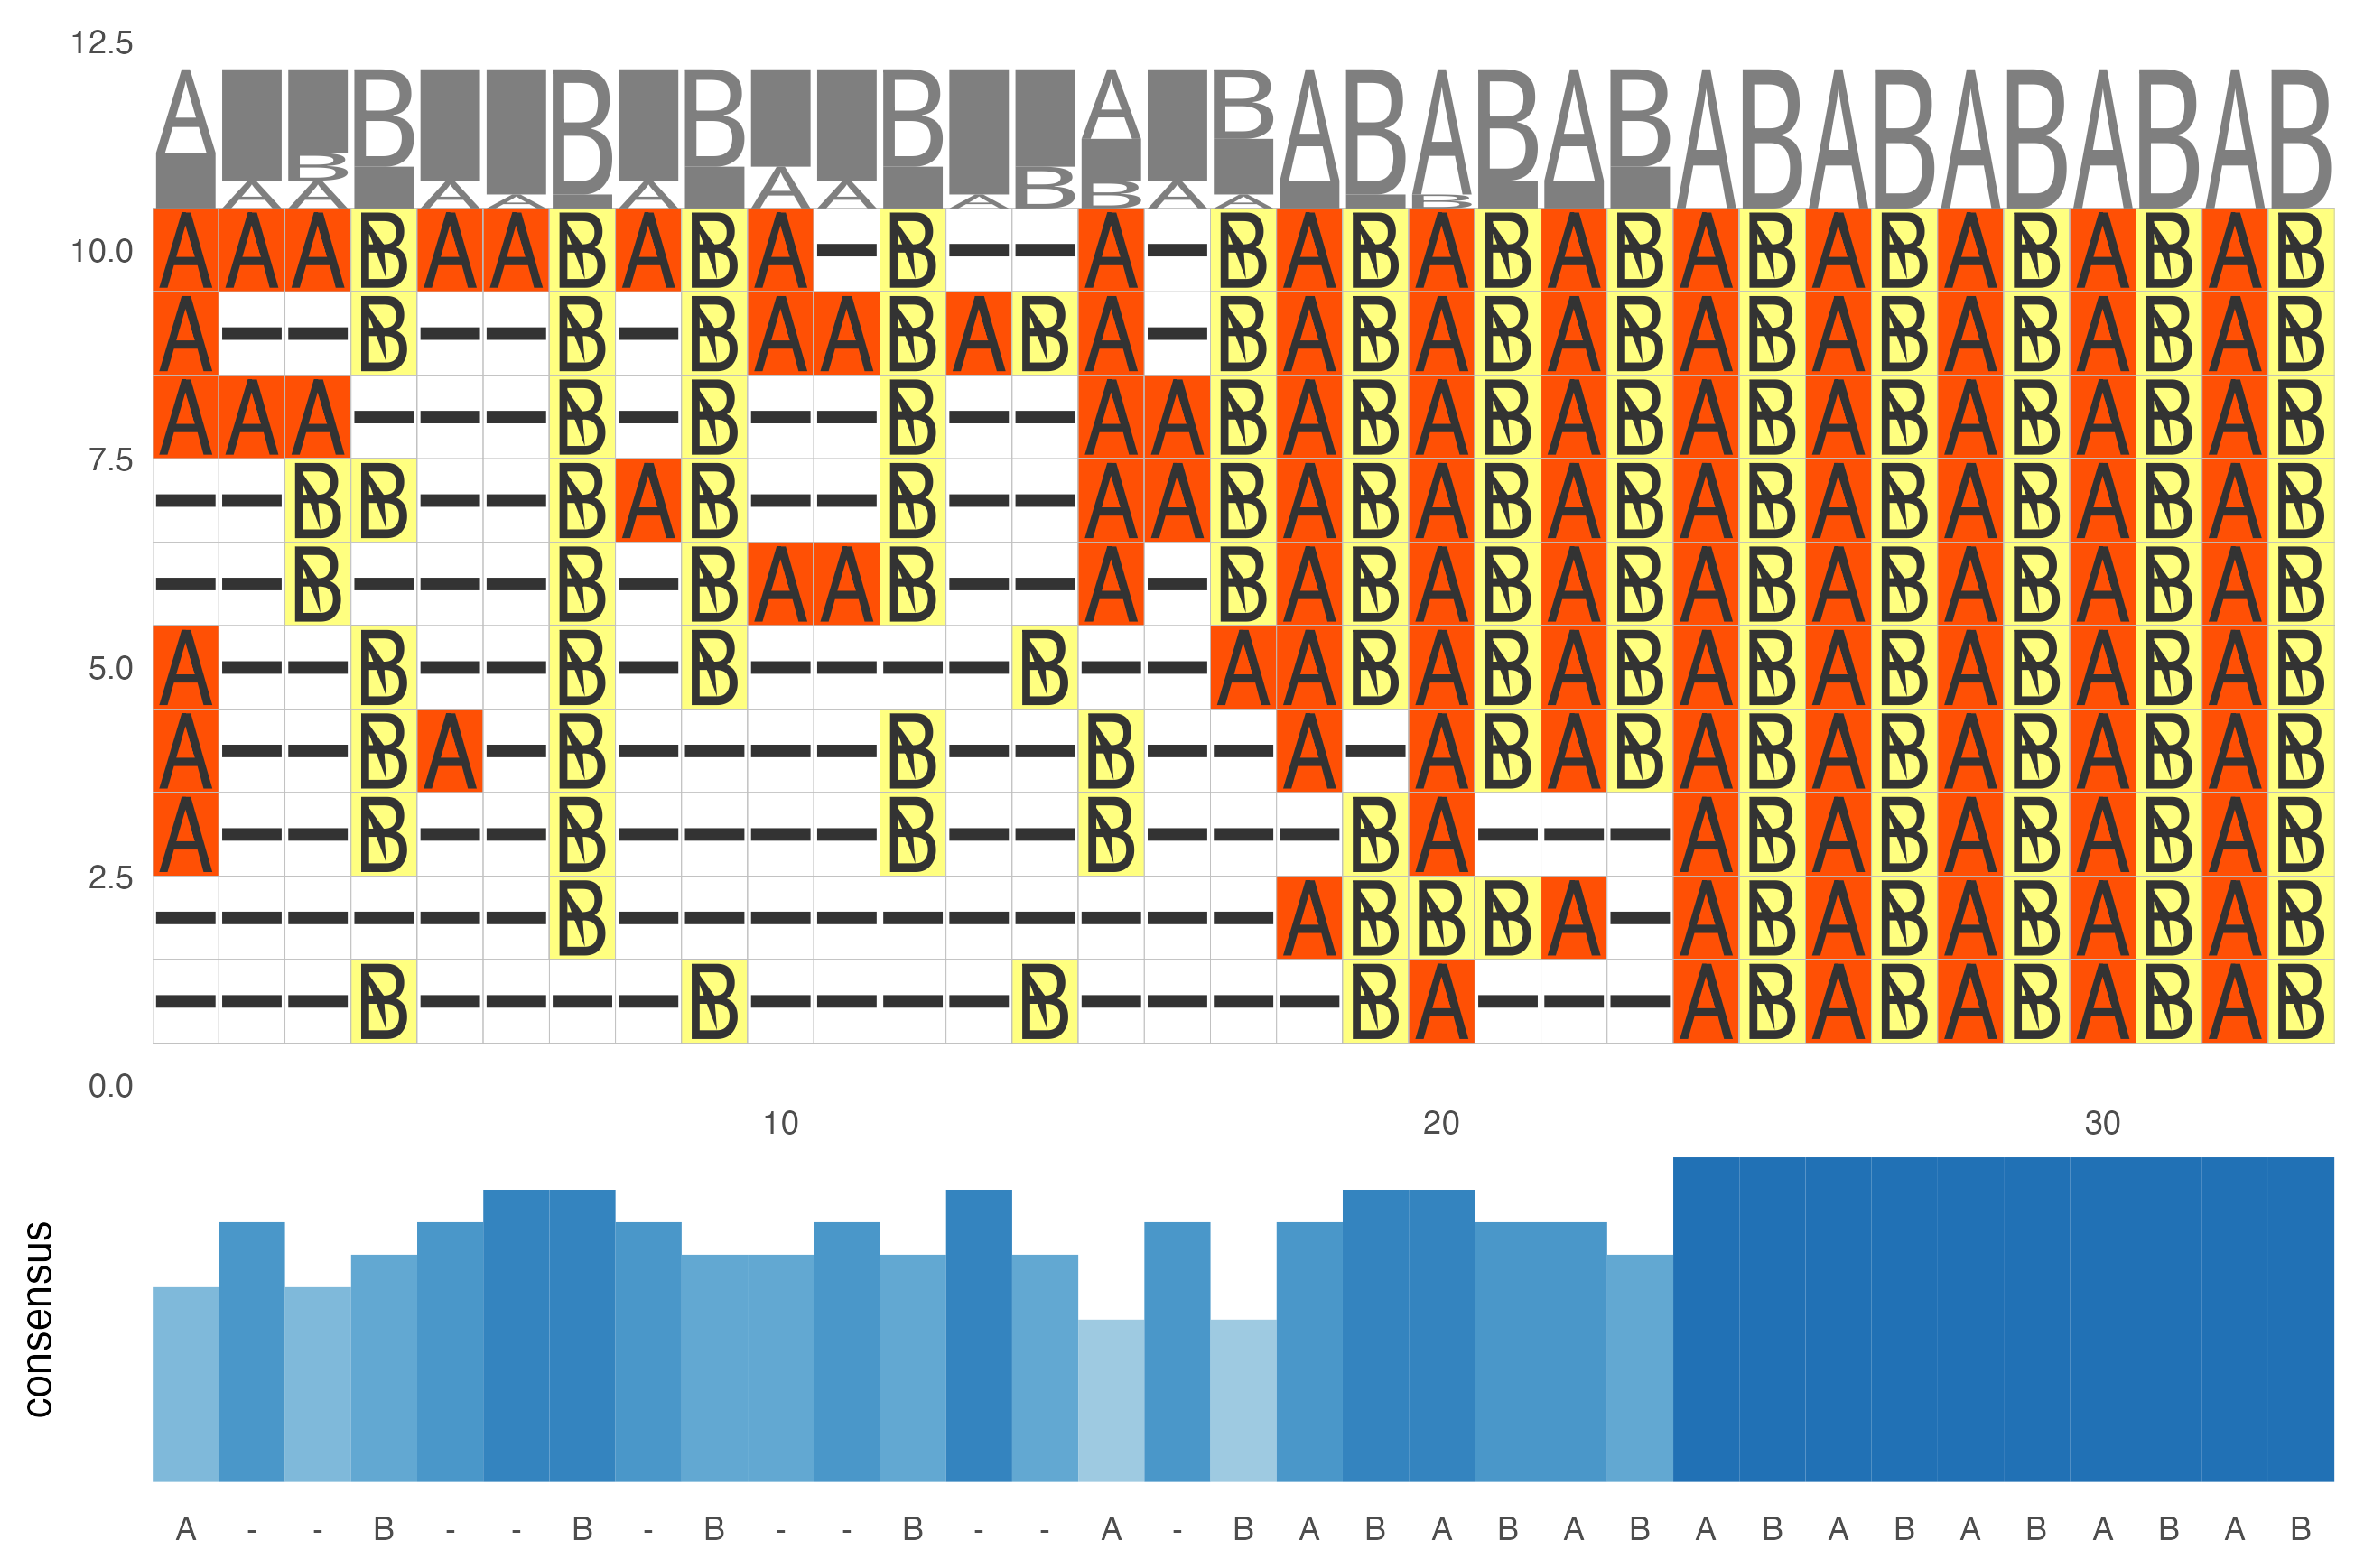 12.5
A B B B B A B A B A B A B A B A B A B A B A B
B
A A A A A A A A B B A A B
10.0
A A A B A A B A B A - B - - A - B A B A B A B A B A B A B A B A B
A - - B - - B - B A A B A B A - B A B A B A B A B A B A B A B A B
A A A - - - B - B - - B - - A A B A B A B A B A B A B A B A B A B
7.5
- - B B - - B A B - - B - - A A B A B A B A B A B A B A B A B A B
- - B - - - B - B A A B - - A - B A B A B A B A B A B A B A B A B
5.0
A - - B - - B - B - - - - B - - A A B A B A B A B A B A B A B A B
A - - B A - B - - - - B - - B - - A - A B A B A B A B A B A B A B
A - - B - - B - - - - B - - B - - - B A - - - A B A B A B A B A B
2.5
- - - - - - B - - - - - - - - - - A B B B A - A B A B A B A B A B
- - - B - - - - B - - - - B - - - - B A - - - A B A B A B A B A B
0.0
10 20 30
consensus
A - - B - - B - B - - B - - A - B A B A B A B A B A B A B A B A B